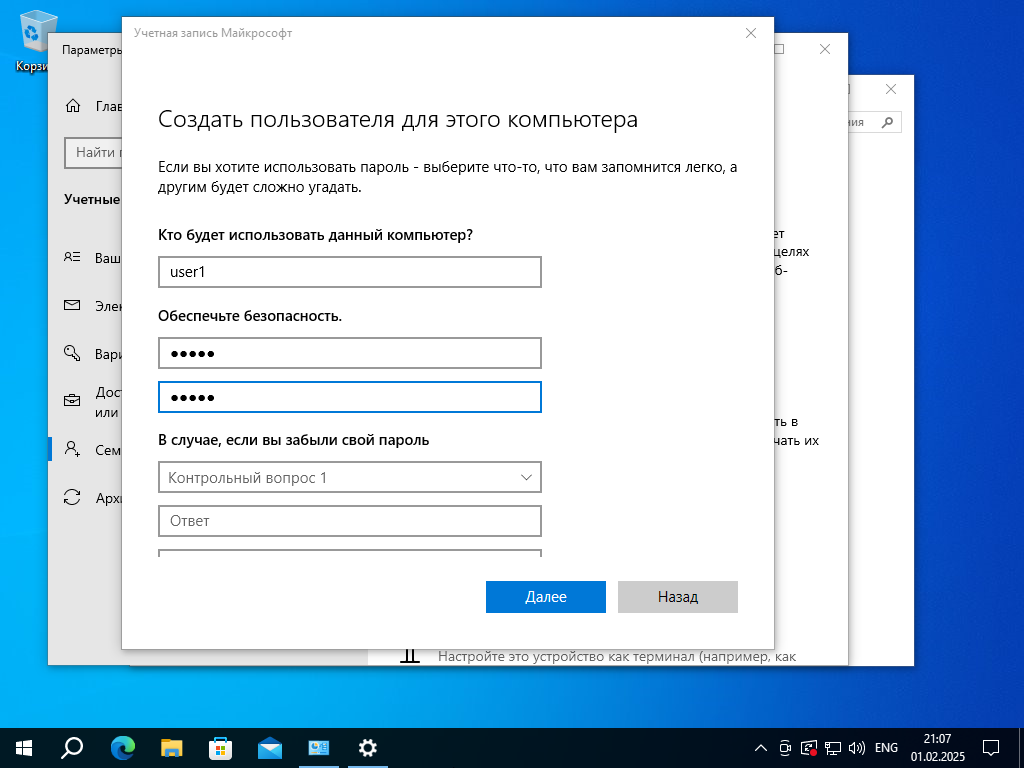 Корзи
Параметры
Глав
Найти
Учетные
Ваш
Элек
Вари
Дос
или
Сем
Архи
Учетная запись Майкрософт
Создать пользователя для этого компьютера
Если вы хотите использовать пароль - выберите что-то, что вам запомнится легко, а
другим будет сложно угадать.
Кто будет использовать данный компьютер?
user1
Обеспечьте безопасность.
●●●●●
●●●●●
В случае, если вы забыли свой пароль
Контрольный вопрос 1
Ответ
Далее
Назад
ния
ет
целях
б-
ть в
чать их
Настройте это устройство как терминал (например, как
ENG
21:07
01.02.2025